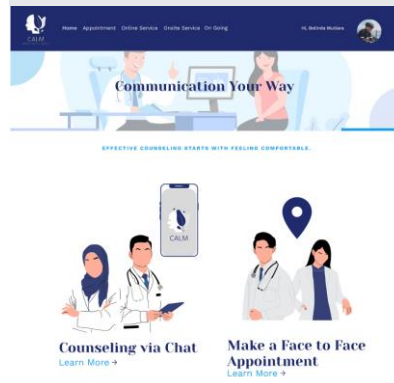 CALM
Home Appointment Online Service Onsite Service On Going
Hi, Belinda Mutiara
Communication Your Way
EFFECTIVE COUNSELING STARTS WITH FEELING COMFORTABLE.
CALM
Counseling via Chat
Learn More →
Make a Face to Face
Appointment
Learn More →